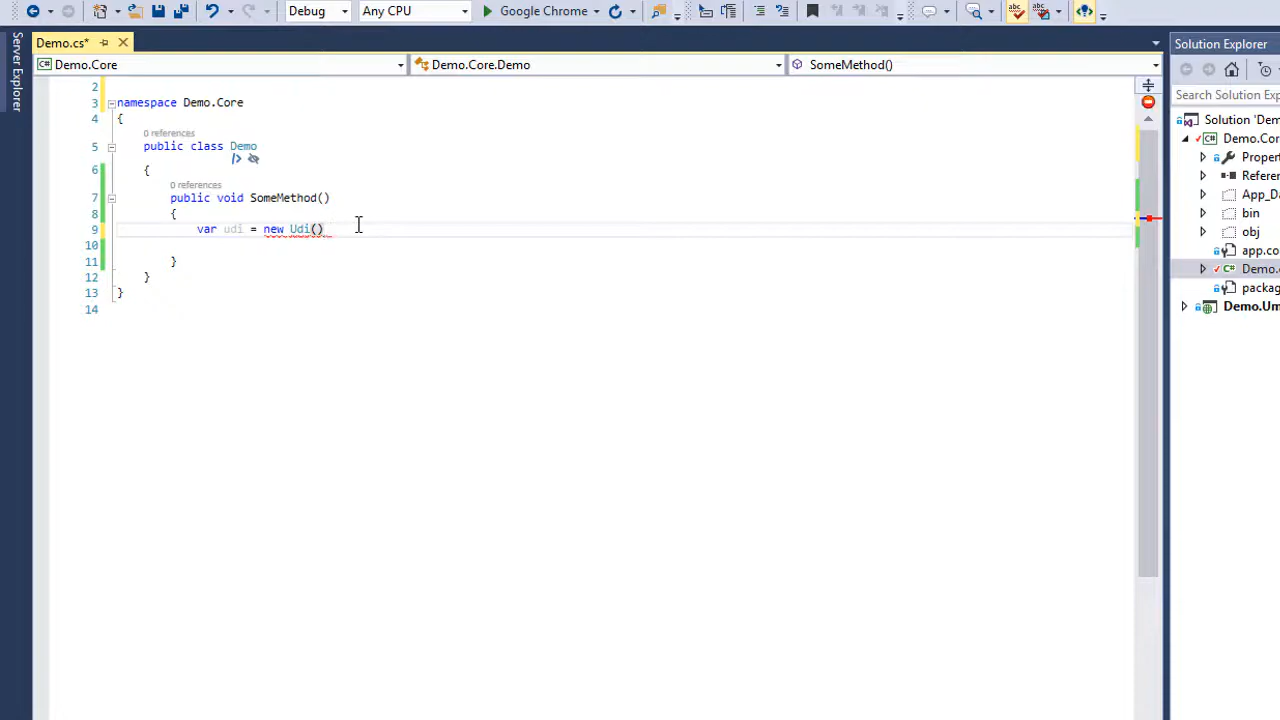 Debug Any CPU Google Chrome
Server Explorer
Demo.cs*
Demo.Core Demo.Core.Demo SomeMethod()
2
3 namespace Demo.Core
4 {
0 references
5 public class Demo
6 {
0 references
7 public void SomeMethod()
8 {
9 var udi = new Udi()
10
11 }
12 }
13 }
14
Solution Explorer
Search Solution Exp
Solution 'De
Demo.Cor
Propert
Referer
App_Da
bin
obj
app.co
Demo.c
packag
Demo.Um